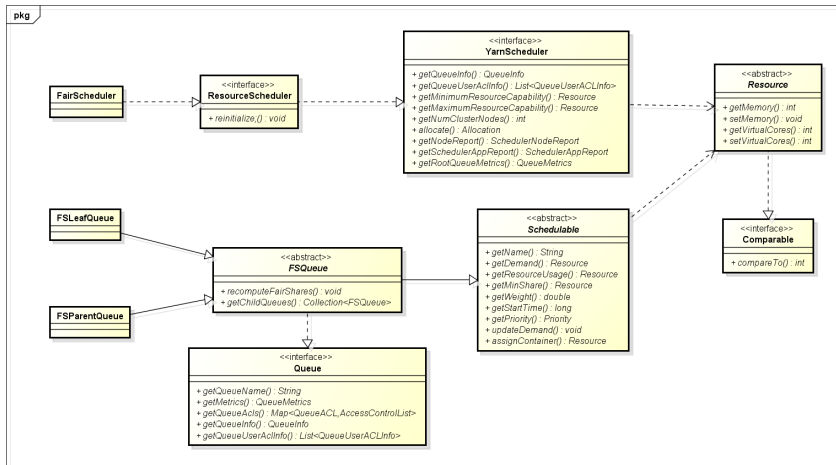 pkg
FairScheduler
<<interface>>
ResourceScheduler
+ reinitialize;() : void
<<interface>>
YarnScheduler
+ getQueueInfo() : QueueInfo
+ getQueueUserAclInfo() : List<QueueUserACLInfo>
+ getMinimumResourceCapability() : Resource
+ getMaximumResourceCapability() : Resource
+ getNumClusterNodes() : int
+ allocate() : Allocation
+ getNodeReport() : SchedulerNodeReport
+ getSchedulerAppReport() : SchedulerAppReport
+ getRootQueueMetrics() : QueueMetrics
<<abstract>>
Resource
+ getMemory() : int
+ setMemory() : void
+ getVirtualCores() : int
+ setVirtualCores() : int
<<interface>>
Comparable
+ compareTo() : int
FSLeafQueue
FSParentQueue
<<abstract>>
FSQueue
+ recomputeFairShares() : void
+ getChildQueues() : Collection<FSQueue>
<<abstract>>
Schedulable
+ getName() : String
+ getDemand() : Resource
+ getResourceUsage() : Resource
+ getMinShare() : Resource
+ getWeight() : double
+ getStartTime() : long
+ getPriority() : Priority
+ updateDemand() : void
+ assignContainer() : Resource
<<interface>>
Queue
+ getQueueName() : String
+ getMetrics() : QueueMetrics
+ getQueueAcls() : Map<QueueACL,AccessControlList>
+ getQueueInfo() : QueueInfo
+ getQueueUserAclInfo() : List<QueueUserACLInfo>